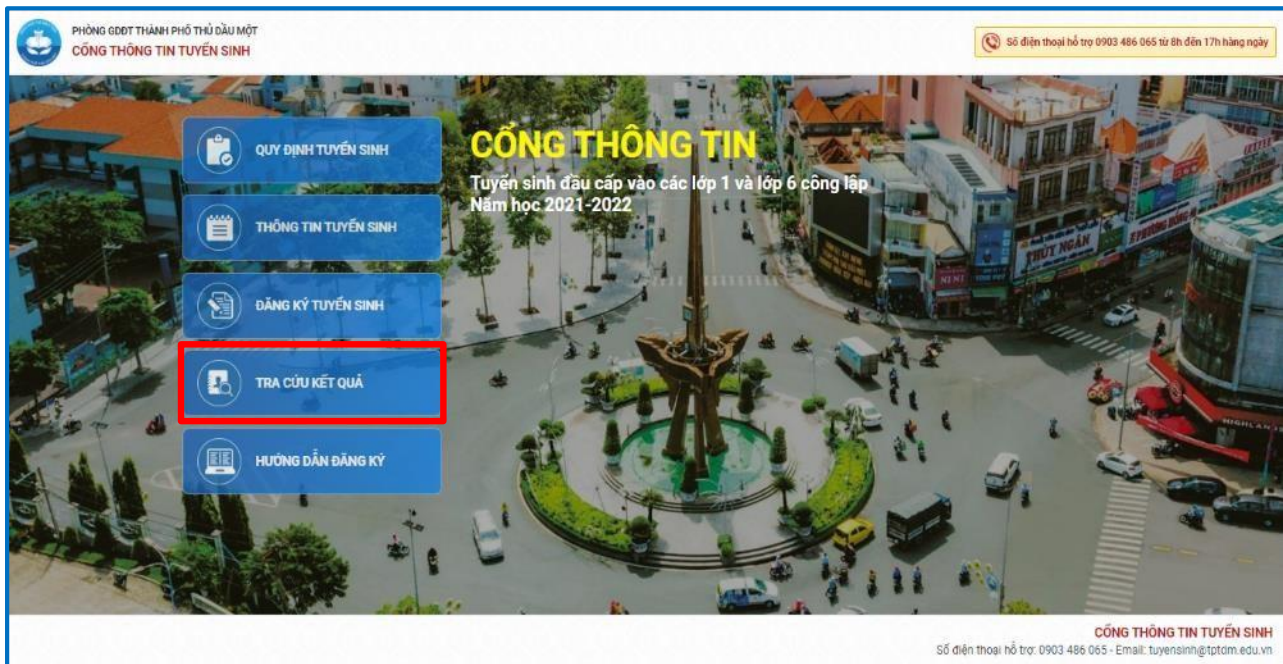 PHÒNG GDĐT THÀNH PHỐ THỦ DẦU MỘT
CỔNG THÔNG TIN TUYỂN SINH
Số điện thoại hỗ trợ 0903 486 065 từ 8h đến 17h hàng ngày
QUY ĐỊNH TUYỂN SINH
THÔNG TIN TUYỂN SINH
ĐĂNG KÝ TUYỂN SINH
TRA CỨU KẾT QUẢ
HƯỚNG DẪN ĐĂNG KÝ
CỔNG THÔNG TIN
Tuyển sinh đầu cấp vào các lớp 1 và lớp 6 công lập
Năm học 2021-2022
THUÝ NGÂN
NI NI
HIGHLAN
CỔNG THÔNG TIN TUYỂN SINH
Số điện thoại hỗ trợ: 0903 486 065 - Email: tuyensinh@tptdm.edu.vn